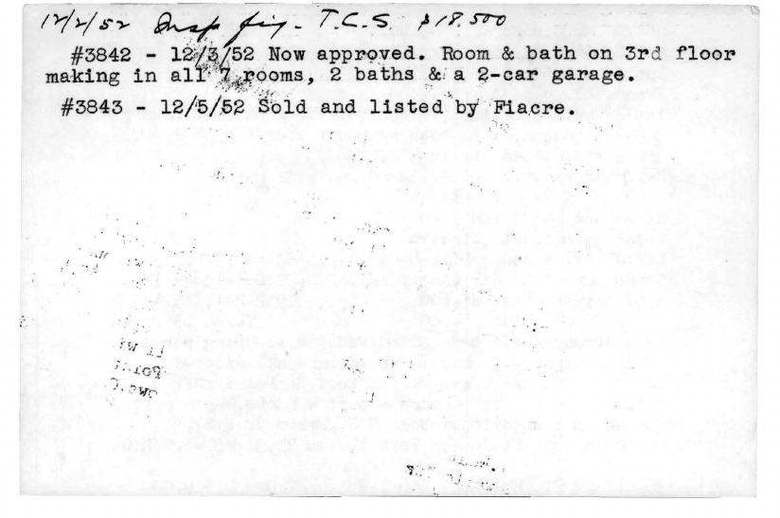 12/2/52 Insp fig. - T.C.S. $18,500
#3842 - 12/3/52 Now approved. Room & bath on 3rd floor
making in all 7 rooms, 2 baths & a 2-car garage.
#3843 - 12/5/52 Sold and listed by Fiacre.